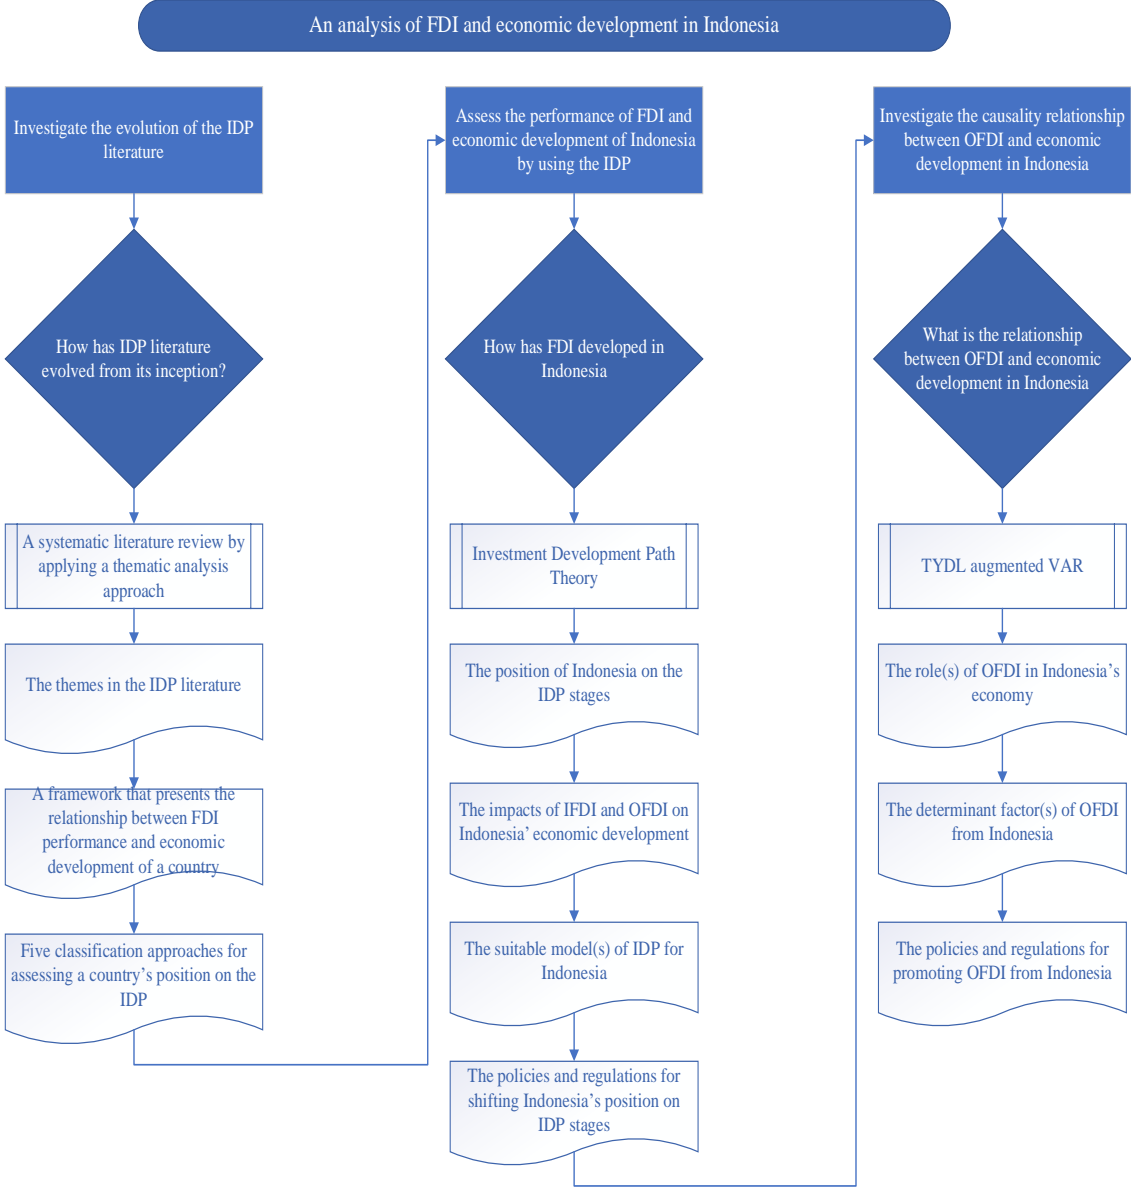 An analysis of FDI and economic development in Indonesia
Investigate the evolution of the IDP
literature
How has IDP literature
evolved from its inception?
A systematic literature review by
applying a thematic analysis
approach
The themes in the IDP literature
A framework that presents the
relationship between FDI
performance and economic
development of a country
Five classification approaches for
assessing a country’s position on the
IDP
Assess the performance of FDI and
economic development of Indonesia
by using the IDP
How has FDI developed in
Indonesia
Investment Development Path
Theory
The position of Indonesia on the
IDP stages
The impacts of IFDI and OFDI on
Indonesia’ economic development
The suitable model(s) of IDP for
Indonesia
The policies and regulations for
shifting Indonesia’s position on
IDP stages
Investigate the causality relationship
between OFDI and economic
development in Indonesia
What is the relationship
between OFDI and economic
development in Indonesia
TYDL augmented VAR
The role(s) of OFDI in Indonesia’s
economy
The determinant factor(s) of OFDI
from Indonesia
The policies and regulations for
promoting OFDI from Indonesia